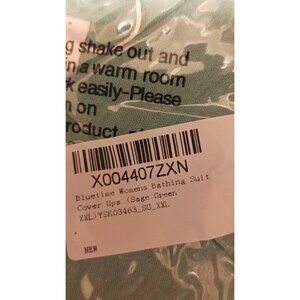 g shake out and
in a warm room
k easily-Please
n on
roduct
X004407ZXN
Bluetime Womens Bathing Suit
Cover Ups (Sage Green
XXL)YSK03463_SG_XXL
NEW